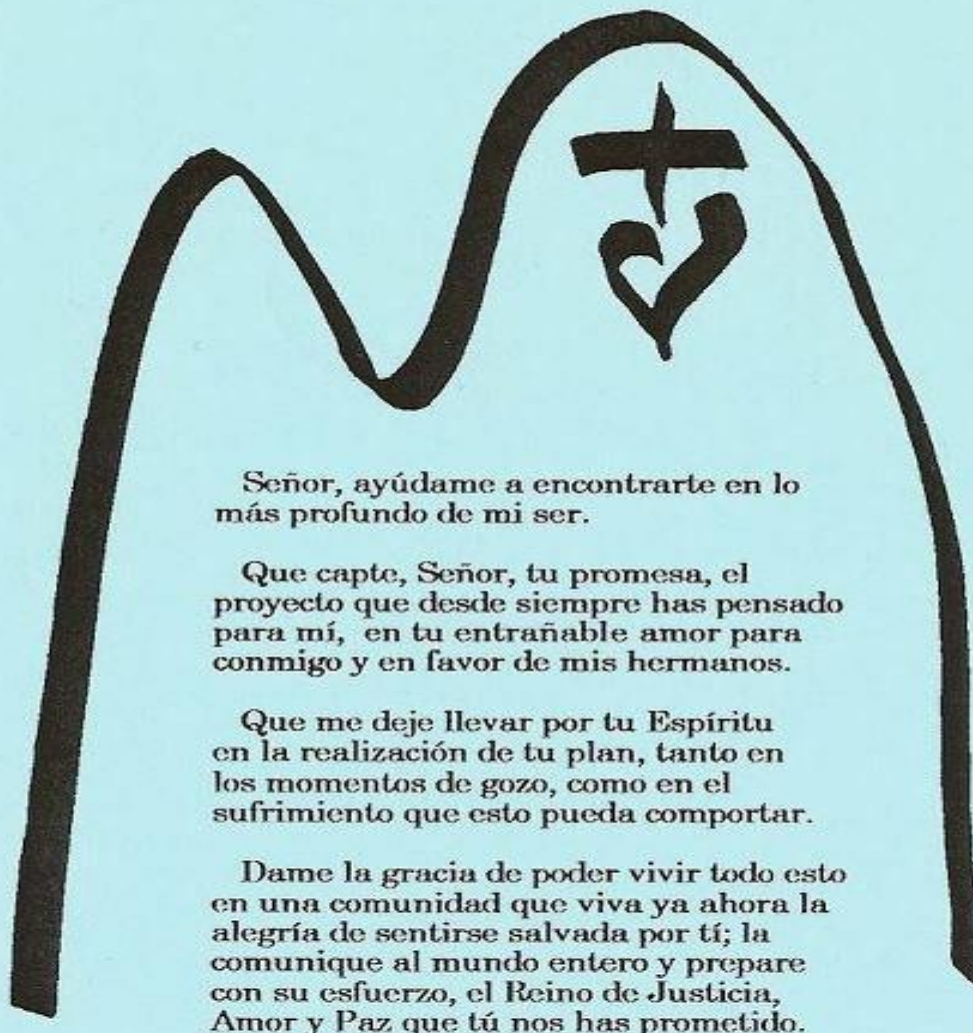 Señor, ayúdame a encontrarte en lo
más profundo de mi ser.
Que capte, Señor, tu promesa, el
proyecto que desde siempre has pensado
para mí, en tu entrañable amor para
conmigo y en favor de mis hermanos.
Que me deje llevar por tu Espíritu
en la realización de tu plan, tanto en
los momentos de gozo, como en el
sufrimiento que esto pueda comportar.
Dame la gracia de poder vivir todo esto
en una comunidad que viva ya ahora la
alegría de sentirse salvada por tí; la
comunique al mundo entero y prepare
con su esfuerzo, el Reino de Justicia,
Amor y Paz que tú nos has prometido.